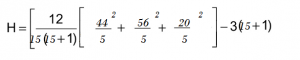 H = [ 12 / 15(15+1) [ 44²/5 + 56²/5 + 20²/5 ] − 3(15+1)